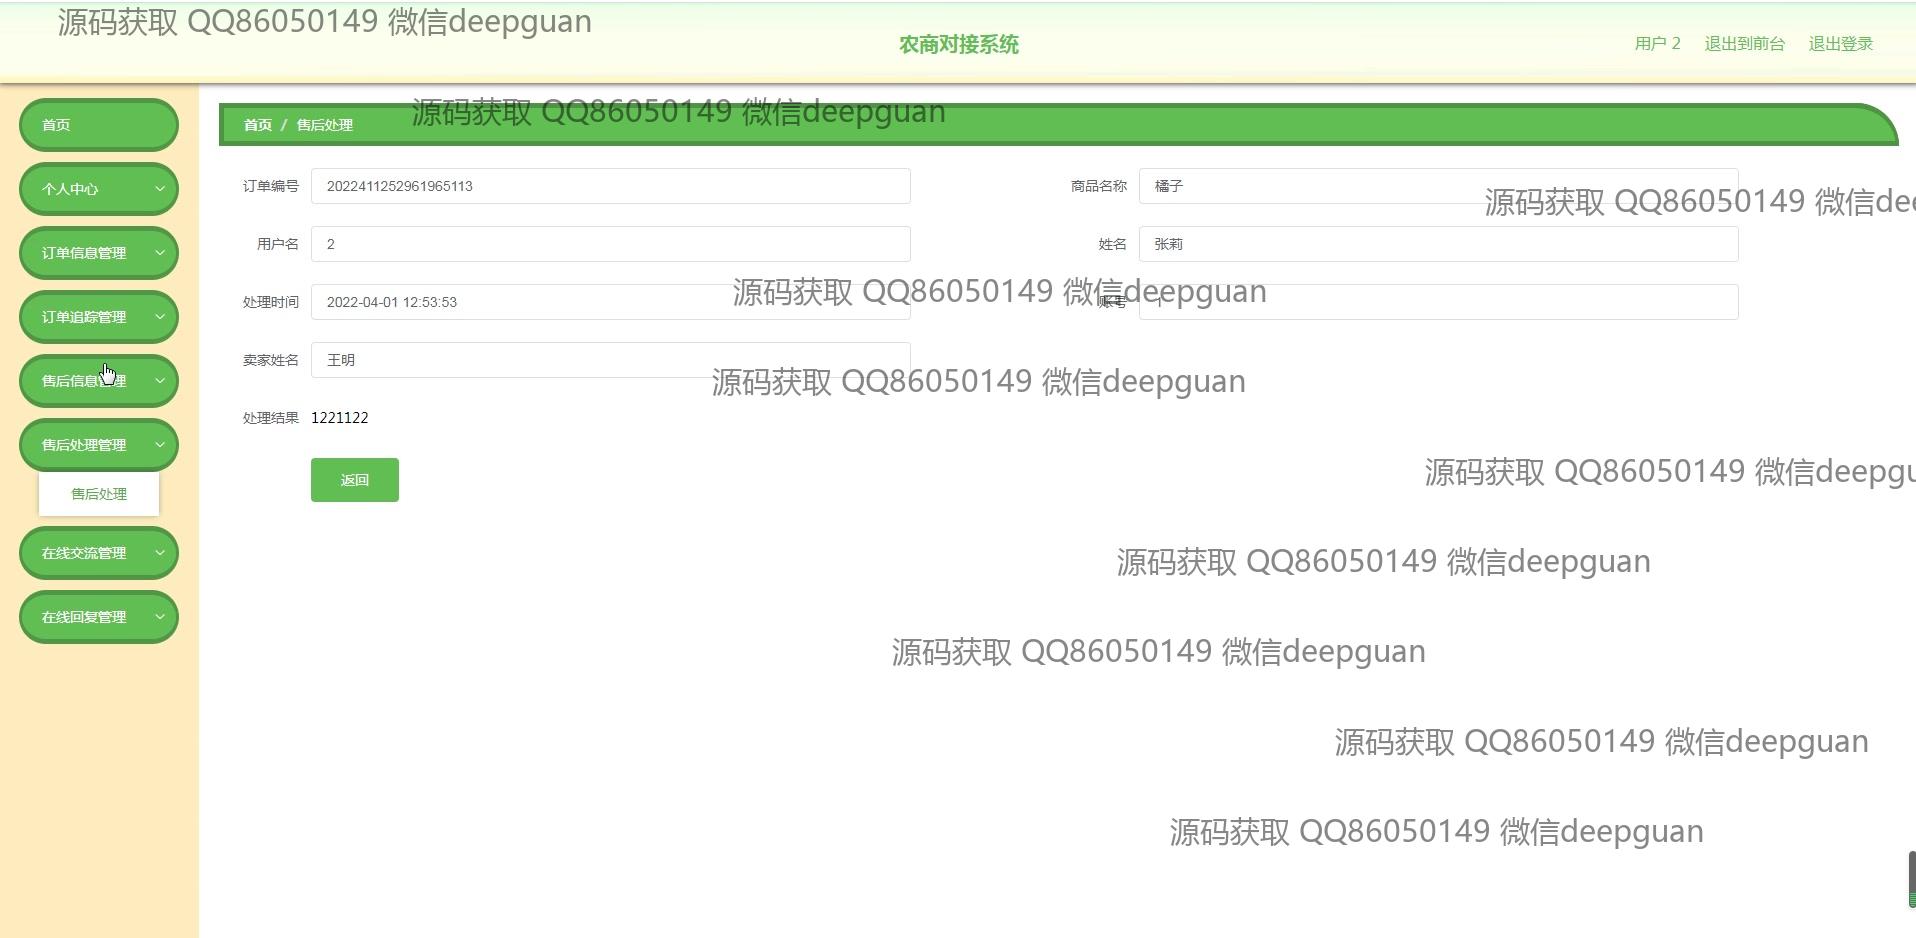 源码获取 QQ86050149 微信deepguan
农商对接系统
用户 2 退出到前台 退出登录
首页
个人中心
订单信息管理
订单追踪管理
售后信息管理
售后处理管理
售后处理
在线交流管理
在线回复管理
首页 / 售后处理
源码获取 QQ86050149 微信deepguan
订单编号 2022411252961965113 商品名称 橘子
源码获取 QQ86050149 微信dee
用户名 2 姓名 张莉
源码获取 QQ86050149 微信deepguan
处理时间 2022-04-01 12:53:53 账号 1
卖家姓名 王明
源码获取 QQ86050149 微信deepguan
处理结果 1221122
返回
源码获取 QQ86050149 微信deepgu
源码获取 QQ86050149 微信deepguan
源码获取 QQ86050149 微信deepguan
源码获取 QQ86050149 微信deepguan
源码获取 QQ86050149 微信deepguan